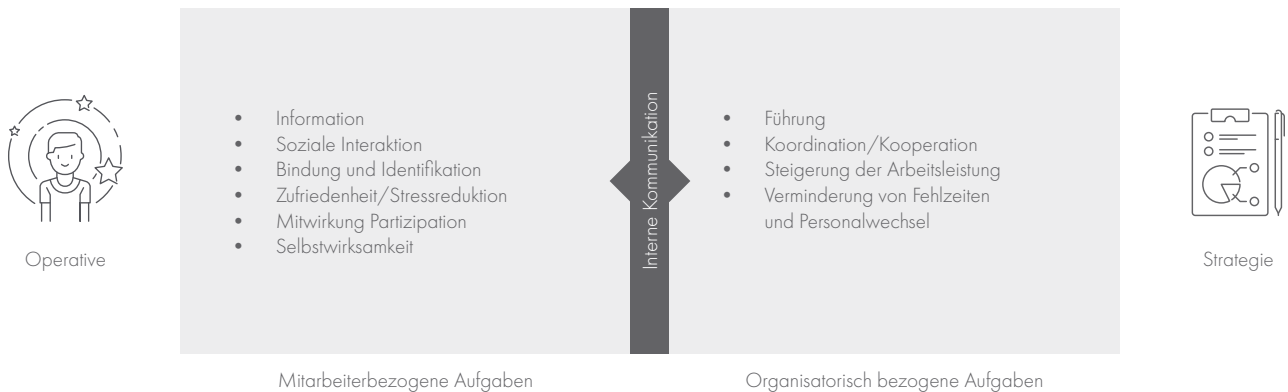 Operative
• Information
• Soziale Interaktion
• Bindung und Identifikation
• Zufriedenheit/Stressreduktion
• Mitwirkung Partizipation
• Selbstwirksamkeit
Mitarbeiterbezogene Aufgaben
Interne Kommunikation
• Führung
• Koordination/Kooperation
• Steigerung der Arbeitsleistung
• Verminderung von Fehlzeiten
und Personalwechsel
Organisatorisch bezogene Aufgaben
Strategie